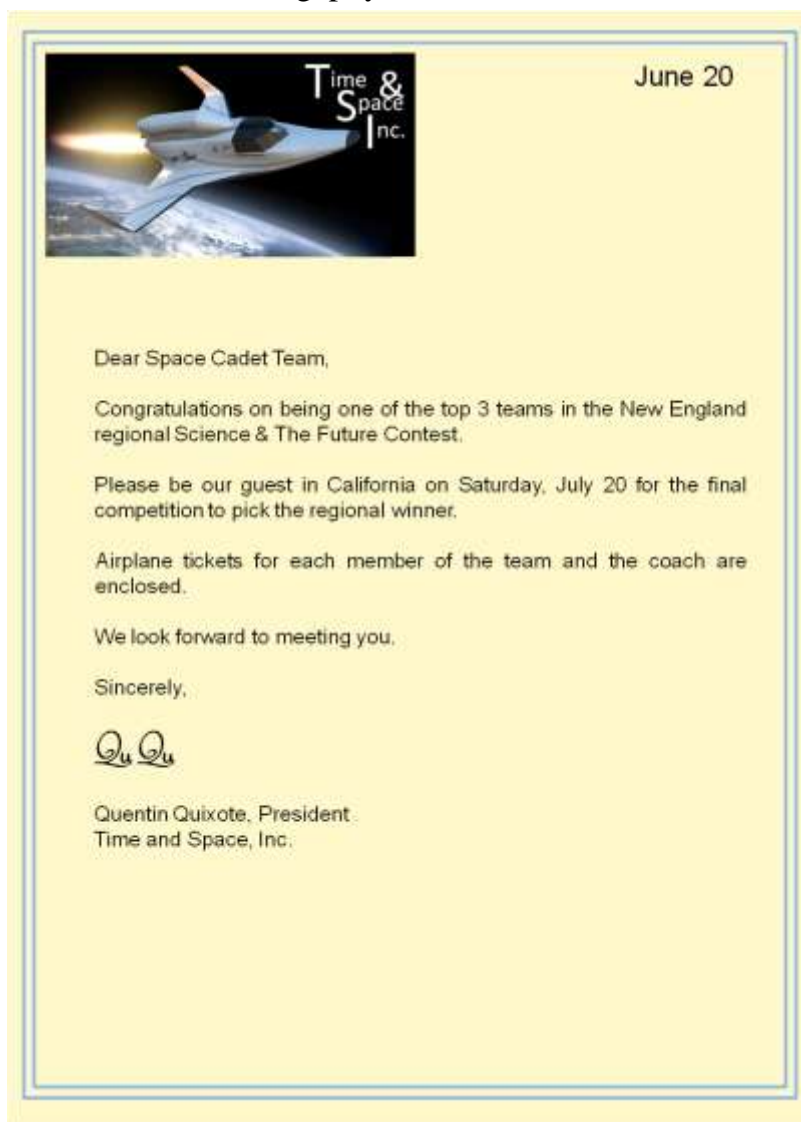 Time &
Space
Inc.
June 20
Dear Space Cadet Team,
Congratulations on being one of the top 3 teams in the New England
regional Science & The Future Contest.
Please be our guest in California on Saturday, July 20 for the final
competition to pick the regional winner.
Airplane tickets for each member of the team and the coach are
enclosed.
We look forward to meeting you.
Sincerely,
Qu Qu
Quentin Quixote, President
Time and Space, Inc.